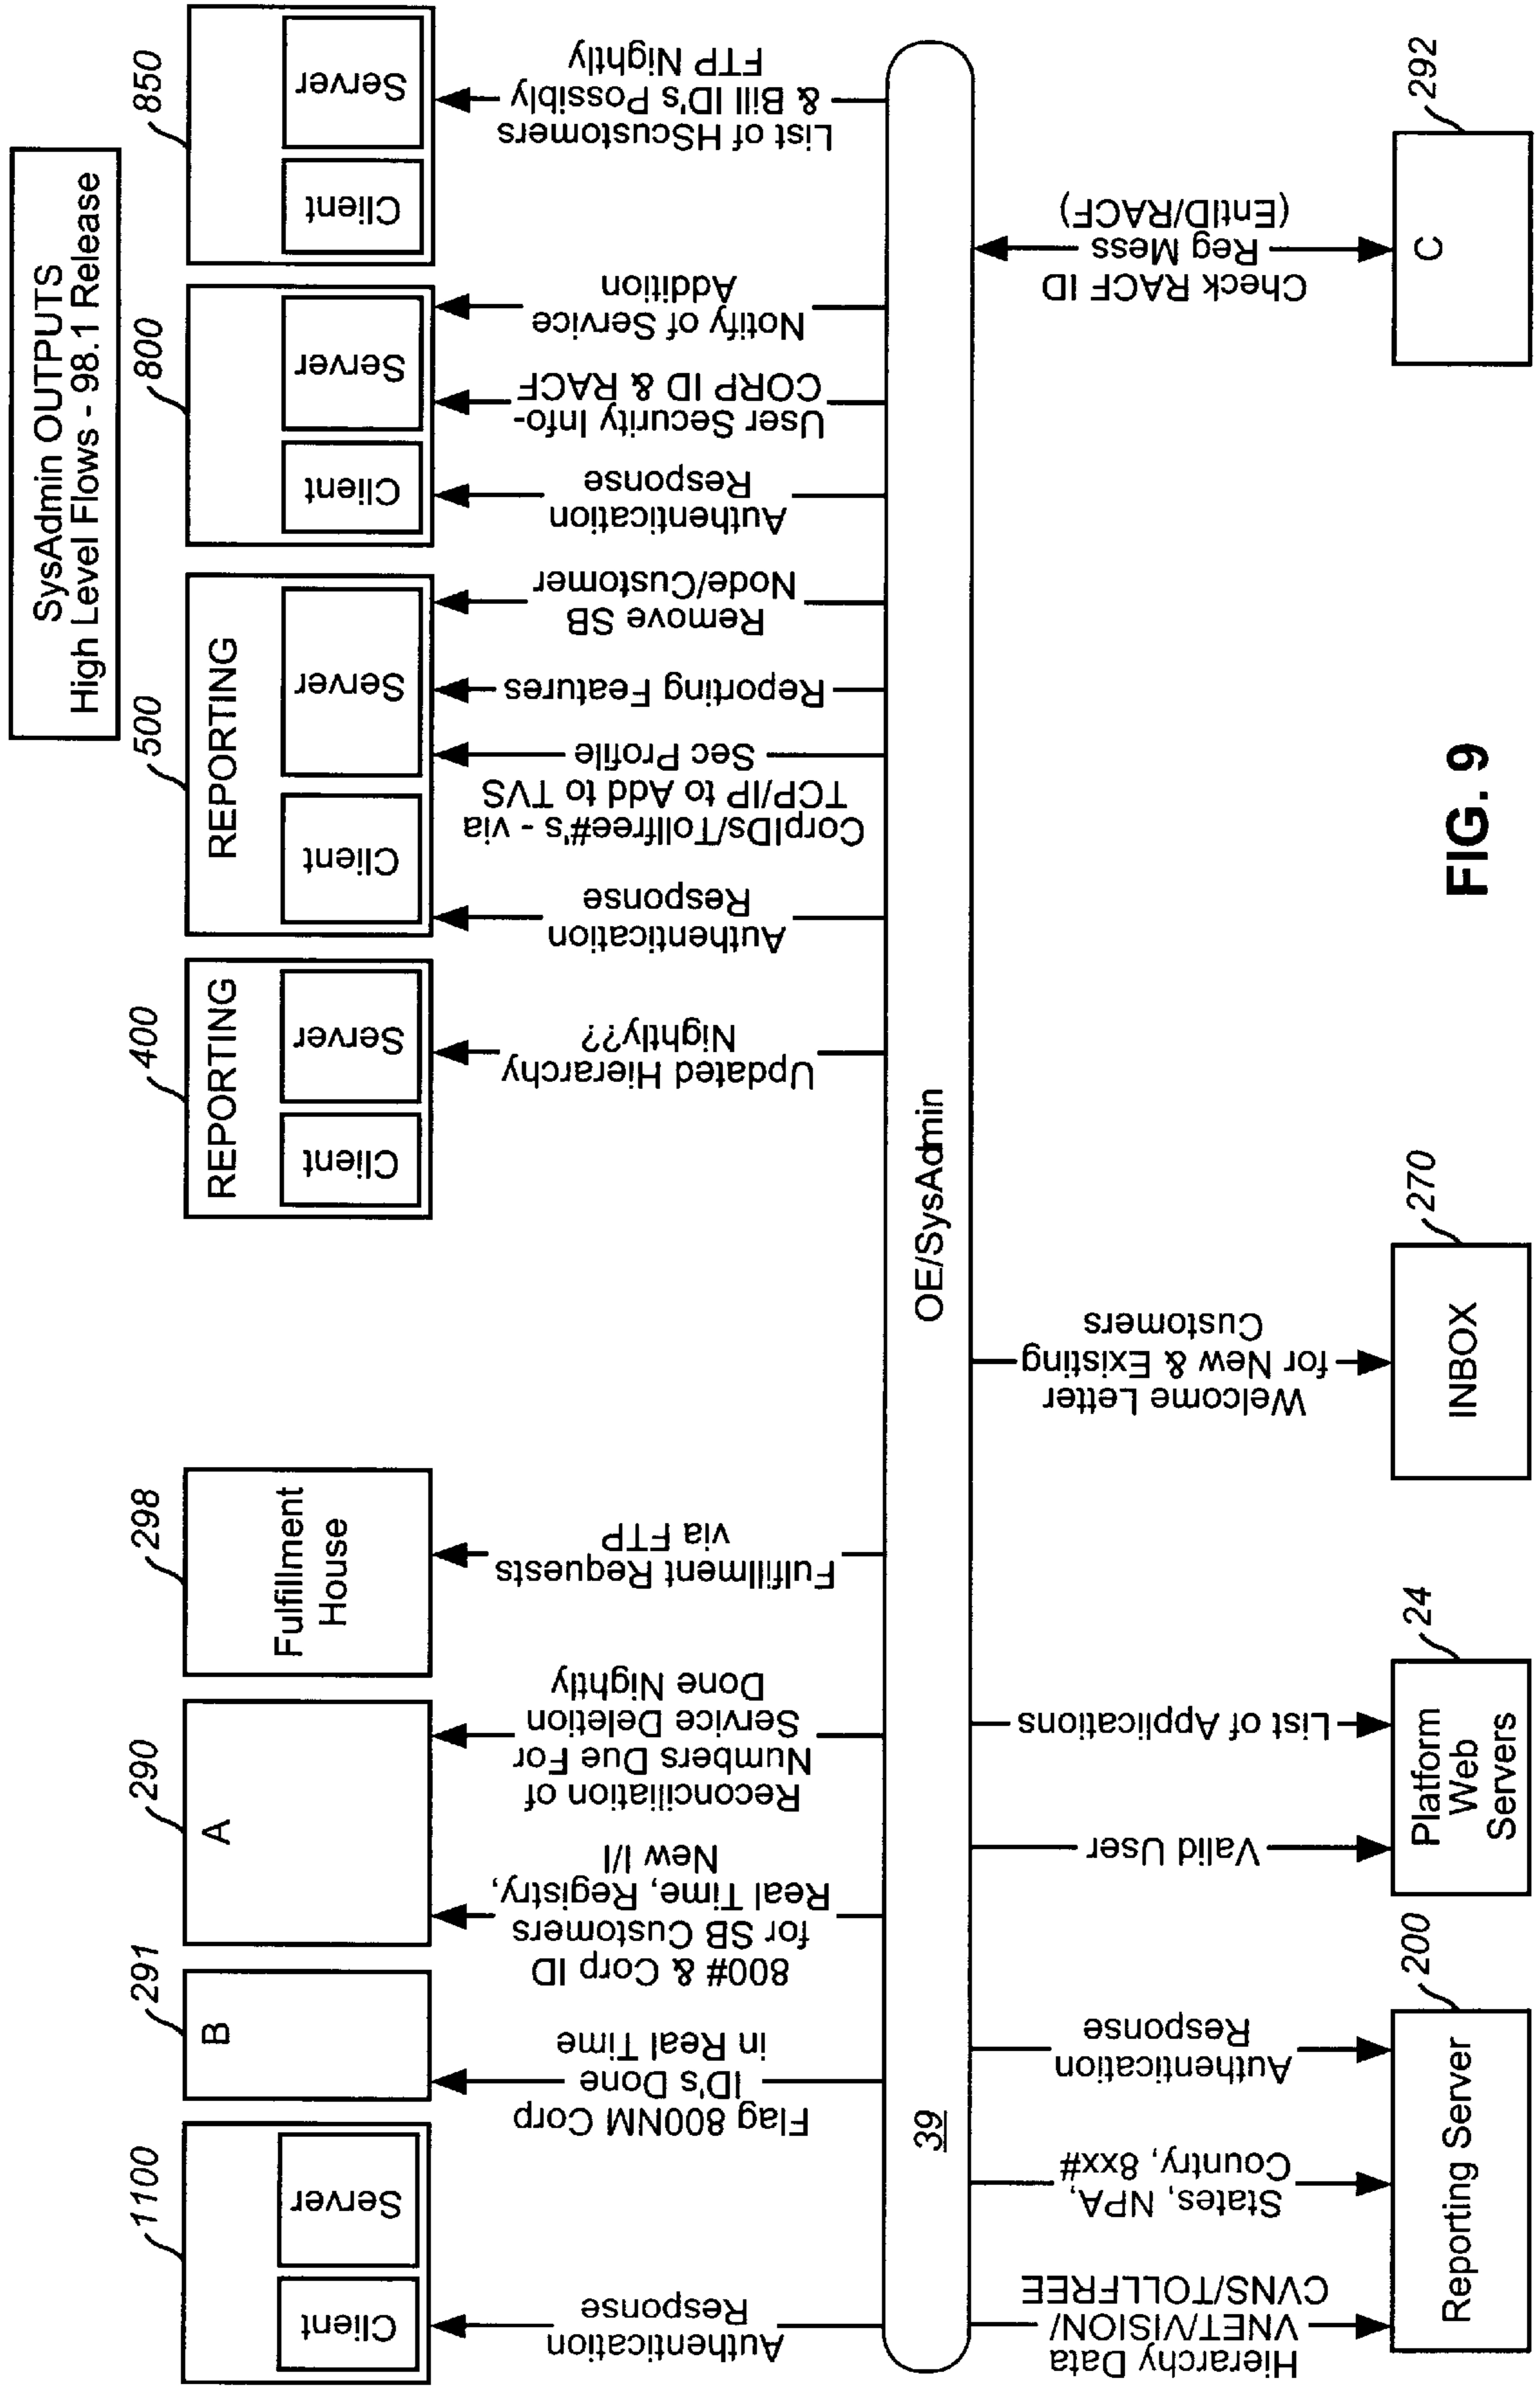 SysAdmin OUTPUTS
High Level Flows - 98.1 Release
1100
Client
Server
291
B
290
A
298
Fulfillment
House
400
REPORTING
Client
Server
500
REPORTING
Client
Server
800
Client
Server
850
Client
Server
Authentication
Response
Flag 800NM Corp
ID's Done
in Real Time
800# & Corp ID
for SB Customers
Real Time, Registry,
New I/I
Reconciliation of
Numbers Due For
Service Deletion
Done Nightly
Fulfillment Requests
via FTP
Updated Hierarchy
Nightly??
Authentication
Response
CorpIDs/Tollfree#'s - via
TCP/IP to Add to TVS
Sec Profile
Reporting Features
Remove SB
Node/Customer
Authentication
Response
User Security Info-
CORP ID & RACF
Notify of Service
Addition
List of HScustomers
& Bill ID's Possibly
FTP Nightly
39
OE/SysAdmin
Hierarchy Data
VNET/VISION/
CVNS/TOLLFREE
States, NPA,
Country, 8xx#
Authentication
Response
Valid User
List of Applications
Welcome Letter
for New & Existing
Customers
Check RACF ID
Reg Mess
(EntID/RACF)
Reporting Server
200
Platform
Web
Servers
24
INBOX
270
C
292
FIG. 9